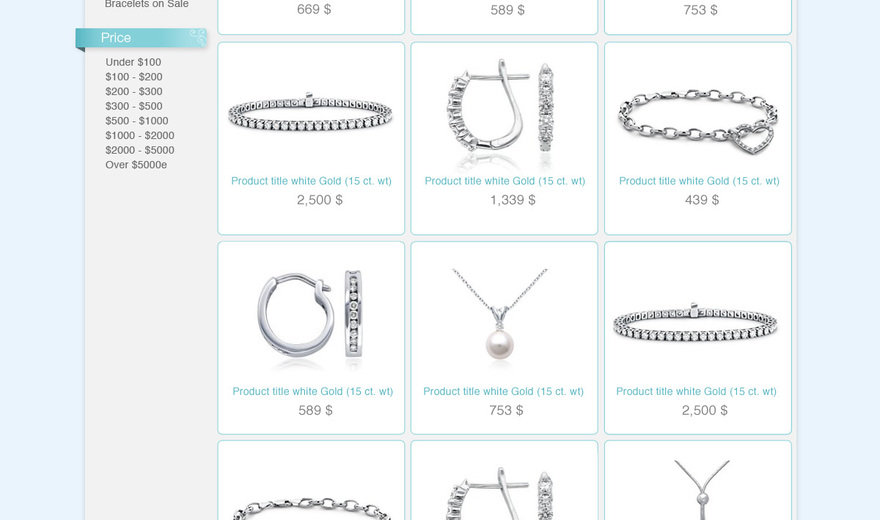 Bracelets on Sale
Price
Under $100
$100 - $200
$200 - $300
$300 - $500
$500 - $1000
$1000 - $2000
$2000 - $5000
Over $5000e
669 $
589 $
753 $
Product title white Gold (15 ct. wt)
2,500 $
Product title white Gold (15 ct. wt)
1,339 $
Product title white Gold (15 ct. wt)
439 $
Product title white Gold (15 ct. wt)
589 $
Product title white Gold (15 ct. wt)
753 $
Product title white Gold (15 ct. wt)
2,500 $